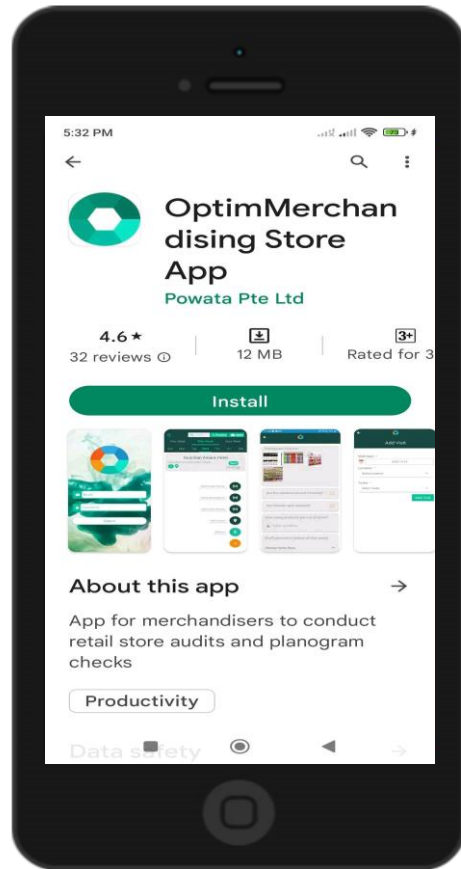 5:32 PM
OptimMerchan
dising Store
App
Powata Pte Ltd
4.6★
32 reviews
12 MB
3+
Rated for 3
Install
About this app
App for merchandisers to conduct
retail store audits and planogram
checks
Productivity
Data safety